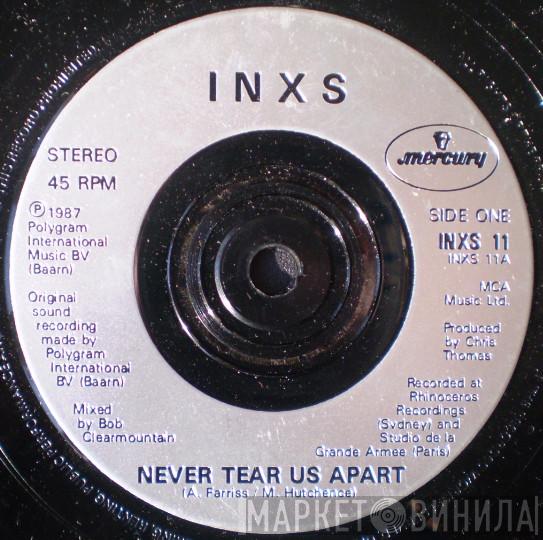 INXS
STEREO
45 RPM
mercury
SIDE ONE
INXS 11
INXS 11A
℗ 1987
Polygram
International
Music BV
(Baarn)
Original
sound
recording
made by
Polygram
International
BV (Baarn)
Mixed
by Bob
Clearmountain
MCA
Music Ltd.
Produced
by Chris
Thomas
Recorded at
Rhinoceros
Recordings
(Sydney) and
Studio de la
Grande Armee (Paris)
NEVER TEAR US APART
(A. Farriss / M. Hutchence)
МАРКЕТ ВИНИЛА